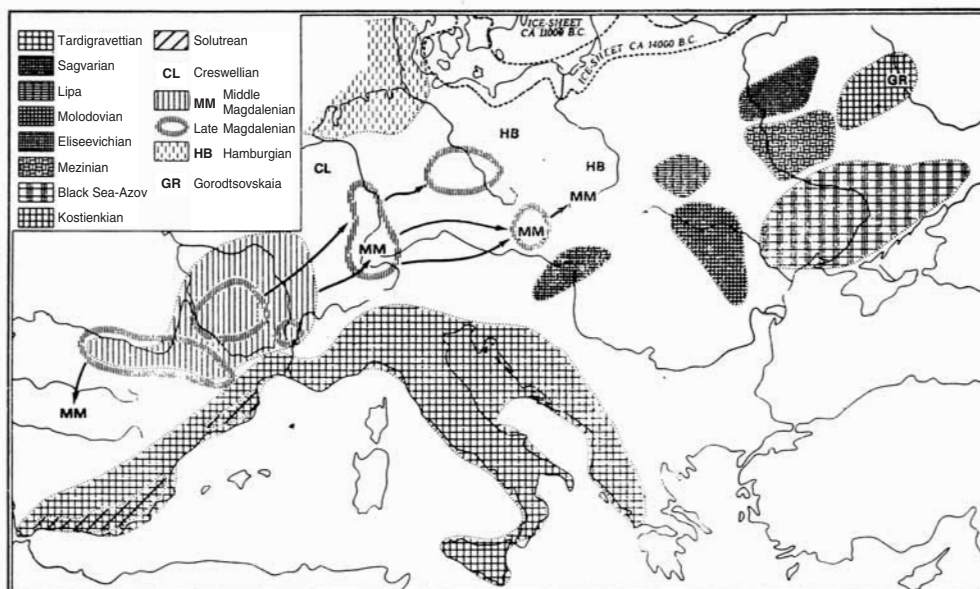 Tardigravettian
Sagvarian
Lipa
Molodovian
Eliseevichian
Mezinian
Black Sea-Azov
Kostienkian
Solutrean
CL Creswellian
MM Middle Magdalenian
Late Magdalenian
HB Hamburgian
GR Gorodtsovskaia
ICE-SHEET
CA 11000 B.C.
ICE-SHEET CA 14000 B.C.
GR
HB
CL
HB
MM
MM
MM
MM